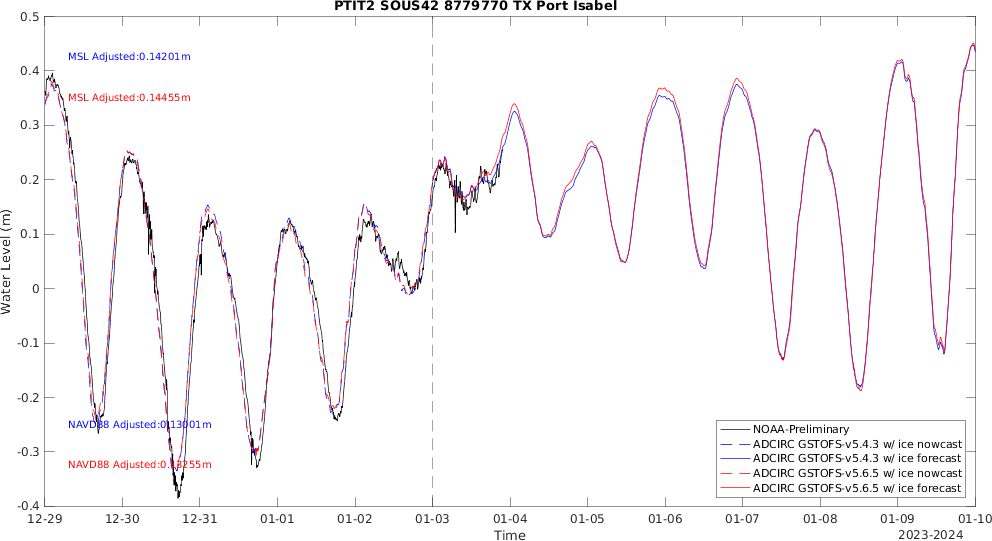 PTIT2 SOUS42 8779770 TX Port Isabel
0.5
0.4
0.3
0.2
0.1
0
-0.1
-0.2
-0.3
-0.4
Water Level (m)
MSL Adjusted:0.14201m
MSL Adjusted:0.14455m
NAVD88 Adjusted:0.13001m
NAVD88 Adjusted:0.13255m
NOAA-Preliminary
ADCIRC GSTOFS-v5.4.3 w/ ice nowcast
ADCIRC GSTOFS-v5.4.3 w/ ice forecast
ADCIRC GSTOFS-v5.6.5 w/ ice nowcast
ADCIRC GSTOFS-v5.6.5 w/ ice forecast
12-29 12-30 12-31 01-01 01-02 01-03 01-04 01-05 01-06 01-07 01-08 01-09 01-10
Time
2023-2024